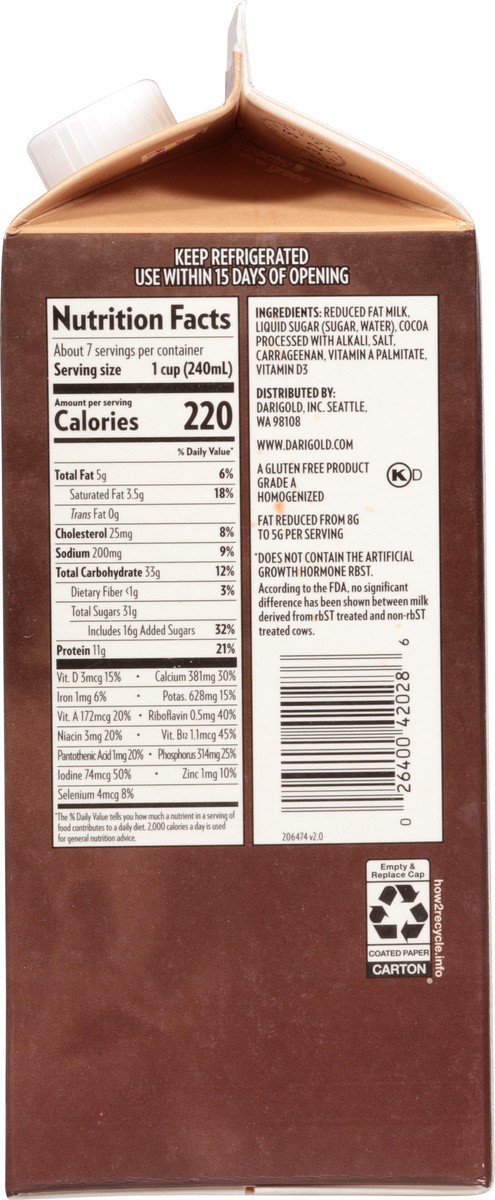 KEEP REFRIGERATED
USE WITHIN 15 DAYS OF OPENING
Nutrition Facts
About 7 servings per container
Serving size 1 cup (240mL)
Amount per serving
Calories 220
% Daily Value*
Total Fat 5g 6%
Saturated Fat 3.5g 18%
Trans Fat 0g
Cholesterol 25mg 8%
Sodium 200mg 9%
Total Carbohydrate 33g 12%
Dietary Fiber <1g 3%
Total Sugars 31g
Includes 16g Added Sugars 32%
Protein 11g 21%
Vit. D 3mcg 15% • Calcium 381mg 30%
Iron 1mg 6% • Potas. 628mg 15%
Vit. A 172mcg 20% • Riboflavin 0.5mg 40%
Niacin 3mg 20% • Vit. B12 1.1mcg 45%
Pantothenic Acid 1mg 20% • Phosphorus 314mg 25%
Iodine 74mcg 50% • Zinc 1mg 10%
Selenium 4mcg 8%
*The % Daily Value tells you how much a nutrient in a serving of
food contributes to a daily diet. 2,000 calories a day is used
for general nutrition advice.
INGREDIENTS: REDUCED FAT MILK,
LIQUID SUGAR (SUGAR, WATER), COCOA
PROCESSED WITH ALKALI, SALT,
CARRAGEENAN, VITAMIN A PALMITATE,
VITAMIN D3
DISTRIBUTED BY:
DARIGOLD, INC. SEATTLE,
WA 98108
WWW.DARIGOLD.COM
A GLUTEN FREE PRODUCT
GRADE A
HOMOGENIZED
K D
FAT REDUCED FROM 8G
TO 5G PER SERVING
*DOES NOT CONTAIN THE ARTIFICIAL
GROWTH HORMONE RBST.
According to the FDA, no significant
difference has been shown between milk
derived from rbST treated and non-rbST
treated cows.
0 26400 42028 6
206474 v2.0
Empty &
Replace Cap
COATED PAPER
CARTON®
how2recycle.info